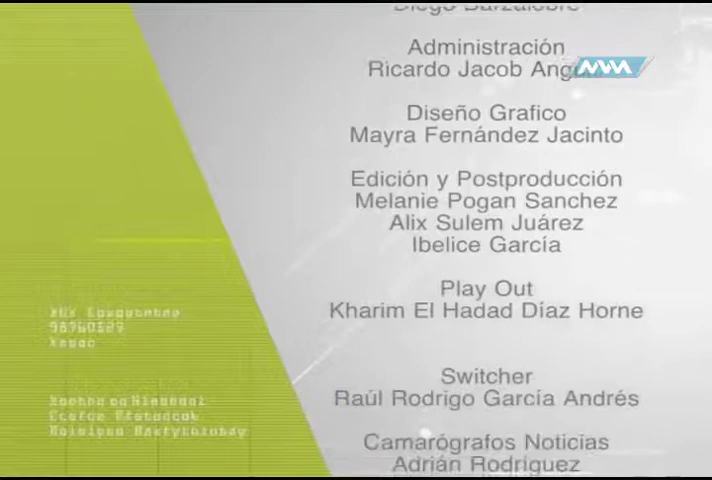 Administración
Ricardo Jacob
Diseño Grafico
Mayra Fernández Jacinto
Edición y Postproducción
Melanie Pogan Sanchez
Alix Sulem Juárez
Ibelice García
Play Out
Kharim El Hadad Díaz Horne
Switcher
Raúl Rodrigo García Andrés
Camarógrafos Noticias
Adrián Rodríguez